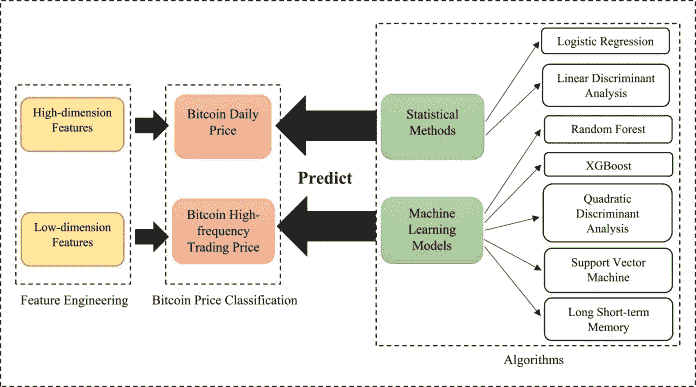 High-dimension
Features
Low-dimension
Features
Feature Engineering
Bitcoin Daily
Price
Bitcoin High-
frequency
Trading Price
Bitcoin Price Classification
Predict
Statistical
Methods
Machine
Learning
Models
Logistic Regression
Linear Discriminant
Analysis
Random Forest
XGBoost
Quadratic
Discriminant
Analysis
Support Vector
Machine
Long Short-term
Memory
Algorithms